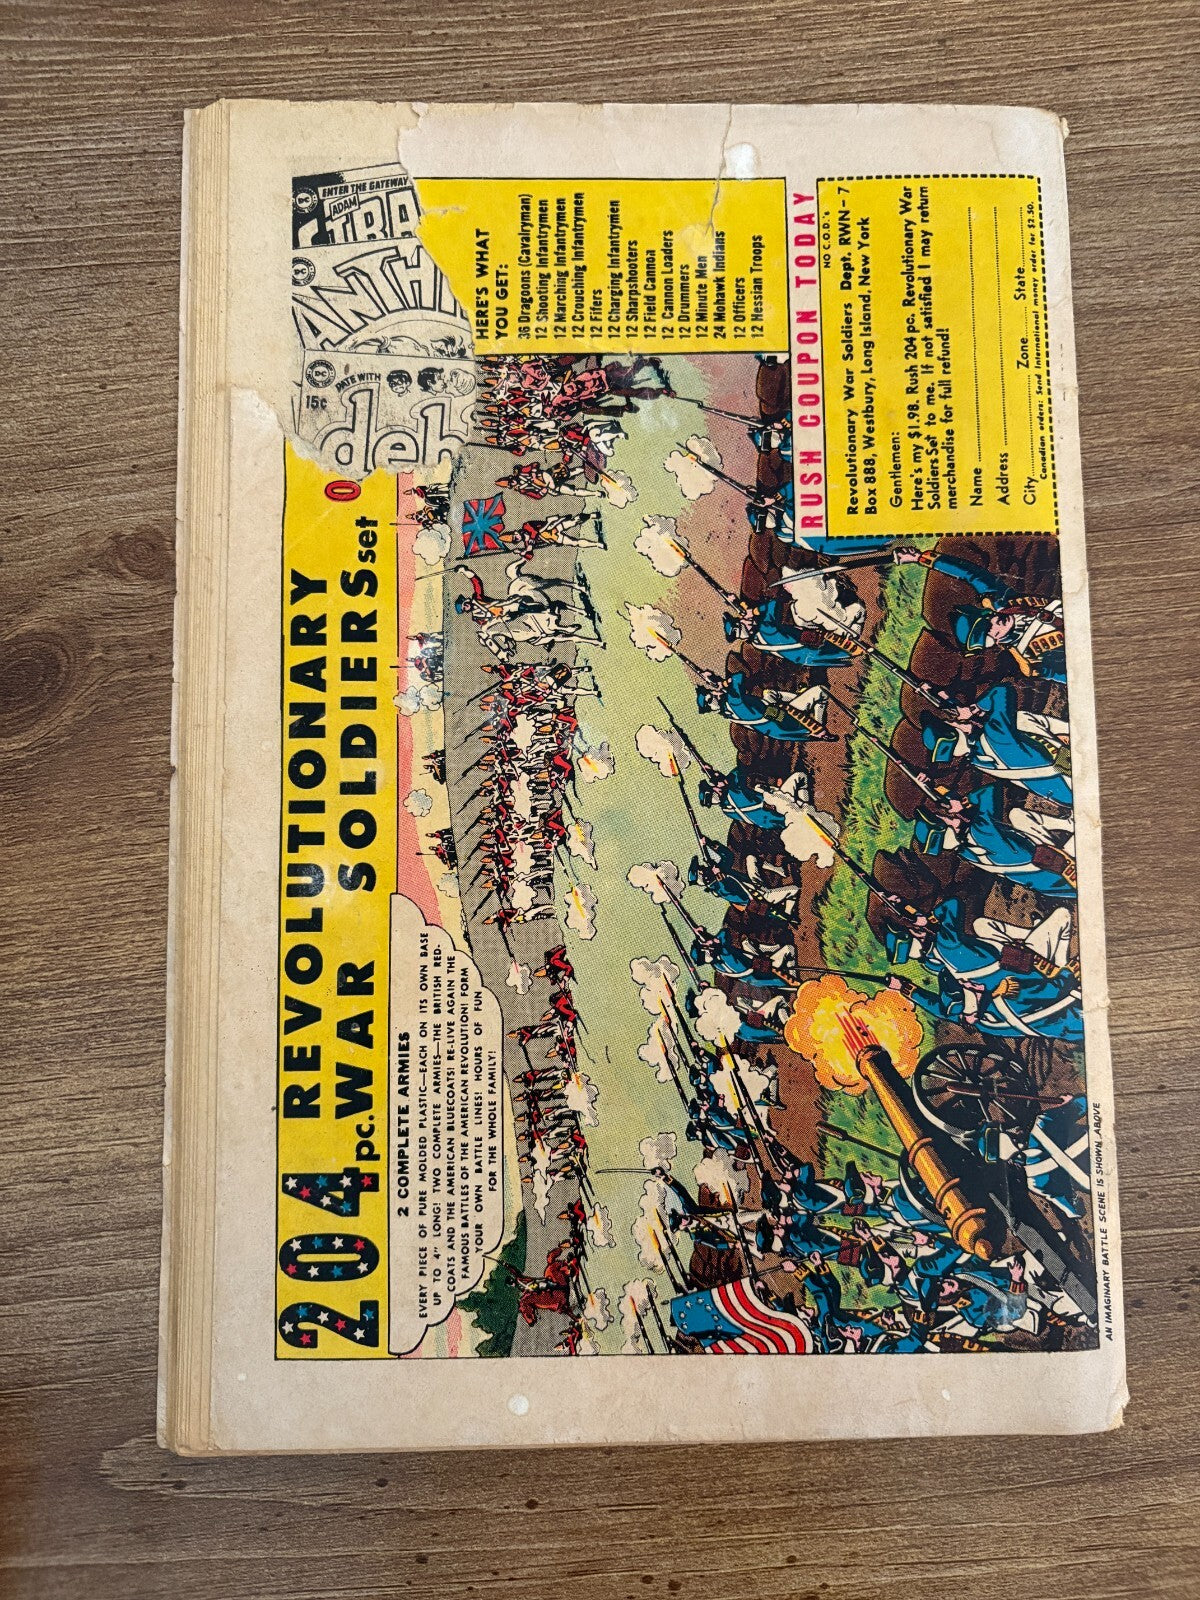 204 REVOLUTIONARY
pc. WAR SOLDIERS set
2 COMPLETE ARMIES
EVERY PIECE OF PURE MOLDED PLASTIC—EACH ON ITS OWN BASE
UP TO 4" LONG! TWO COMPLETE ARMIES—THE BRITISH RED-
COATS AND THE AMERICAN BLUECOATS! RE-LIVE AGAIN THE
FAMOUS BATTLES OF THE AMERICAN REVOLUTION! FORM
YOUR OWN BATTLE LINES! HOURS OF FUN
FOR THE WHOLE FAMILY!
ENTER THE GATEWAY
ADAM
STRA
ANTH
DC
DC
DC
DATE WITH
15¢
deb
HERE'S WHAT
YOU GET:
36 Dragoons (Cavalryman)
12 Shooting Infantrymen
12 Marching Infantrymen
12 Crouching Infantrymen
12 Fifers
12 Charging Infantrymen
12 Sharpshooters
12 Field Cannon
12 Cannon Loaders
12 Drummers
12 Minute Men
24 Mohawk Indians
12 Officers
12 Hessian Troops
RUSH COUPON TODAY
NO C.O.D.'s
Revolutionary War Soldiers Dept. RWN-7
Box 888, Westbury, Long Island, New York
Gentlemen:
Here's my $1.98. Rush 204 pc. Revolutionary War
Soldiers Set to me. If not satisfied I may return
merchandise for full refund!
Name
Address
City Zone State
Canadian orders: Send International money order for $2.50.
AN IMAGINARY BATTLE SCENE IS SHOWN ABOVE